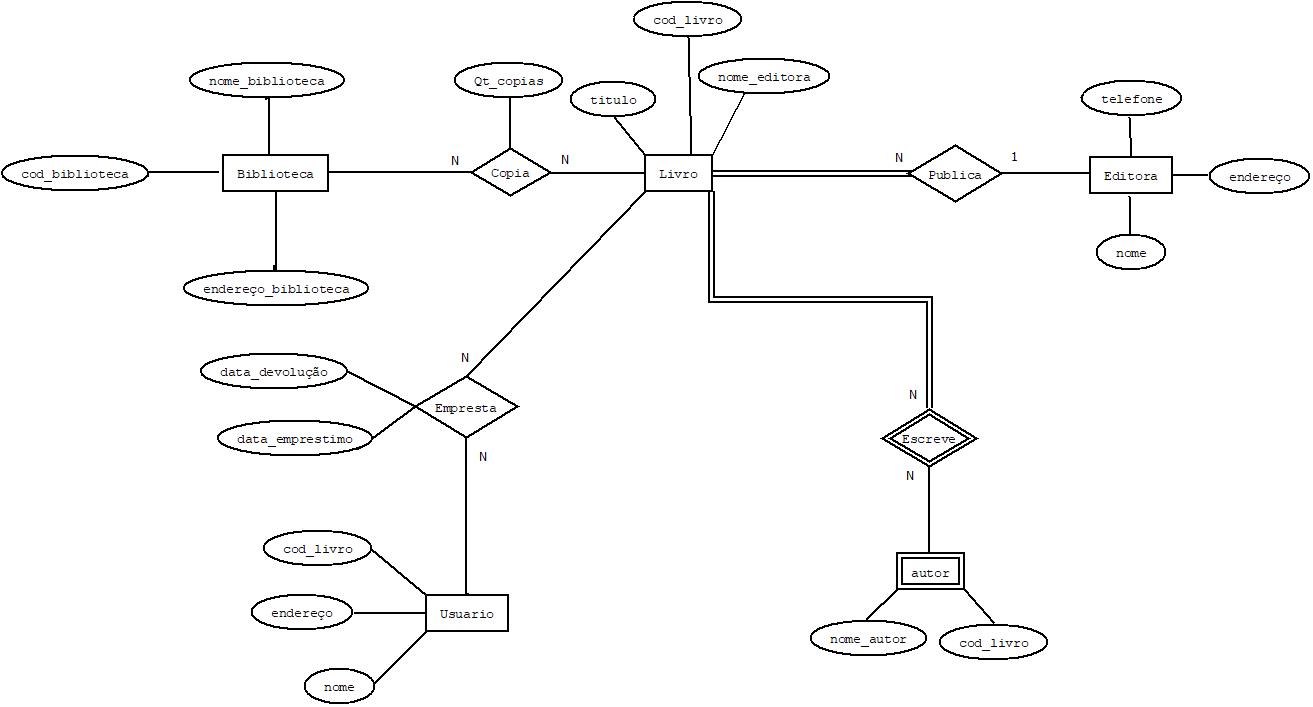 cod_livro
nome_biblioteca
Qt_copias
nome_editora
titulo
telefone
N
N
N
1
cod_biblioteca
Biblioteca
Copia
Livro
Publica
Editora
endereço
nome
endereço_biblioteca
N
data_devolução
N
Empresta
data_emprestimo
Escreve
N
N
cod_livro
autor
endereço
Usuario
nome_autor
cod_livro
nome